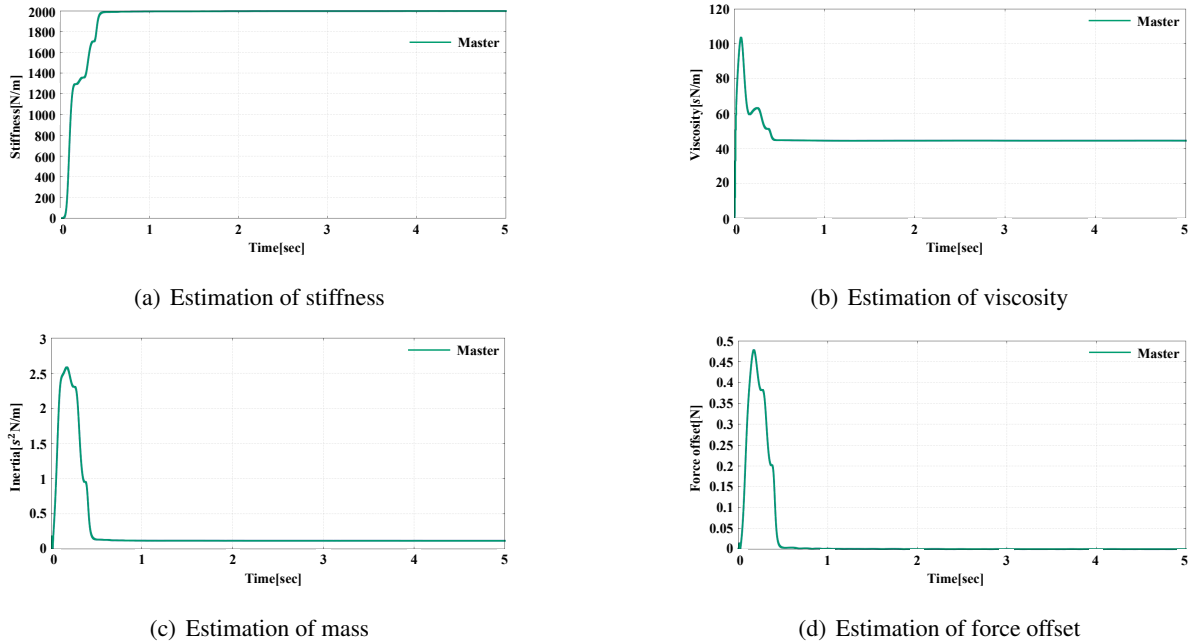 2000
1800
1600
1400
1200
1000
800
600
400
200
0
Stiffness[N/m]
Master
0 1 2 3 4 5
Time[sec]
(a) Estimation of stiffness
120
100
80
60
40
20
0
Viscosity[sN/m]
Master
0 1 2 3 4 5
Time[sec]
(b) Estimation of viscosity
3
2.5
2
1.5
1
0.5
0
Inertia[s²N/m]
Master
0 1 2 3 4 5
Time[sec]
(c) Estimation of mass
0.5
0.45
0.4
0.35
0.45
0.3
0.2
0.15
0.1
0.05
0
Force offset[N]
Master
0 1 2 3 4 5
Time[sec]
(d) Estimation of force offset